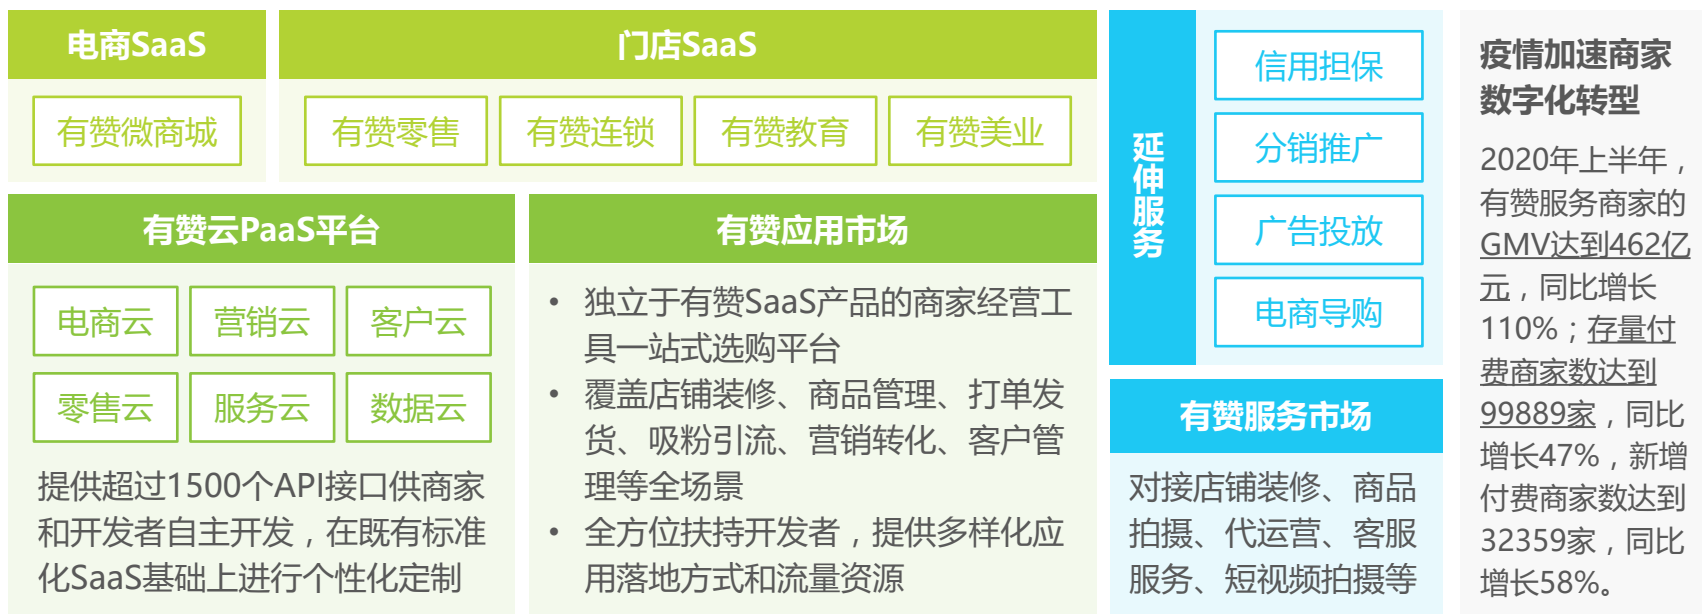 电商SaaS
有赞微商城
门店SaaS
有赞零售
有赞连锁
有赞教育
有赞美业
有赞云PaaS平台
电商云
营销云
客户云
零售云
服务云
数据云
提供超过1500个API接口供商家
和开发者自主开发，在既有标准
化SaaS基础上进行个性化定制
有赞应用市场
• 独立于有赞SaaS产品的商家经营工
具一站式选购平台
• 覆盖店铺装修、商品管理、打单发
货、吸粉引流、营销转化、客户管
理等全场景
• 全方位扶持开发者，提供多样化应
用落地方式和流量资源
延伸服务
信用担保
分销推广
广告投放
电商导购
有赞服务市场
对接店铺装修、商品
拍摄、代运营、客服
服务、短视频拍摄等
疫情加速商家
数字化转型
2020年上半年，
有赞服务商家的
GMV达到462亿
元，同比增长
110%；存量付
费商家数达到
99889家，同比
增长47%，新增
付费商家数达到
32359家，同比
增长58%。